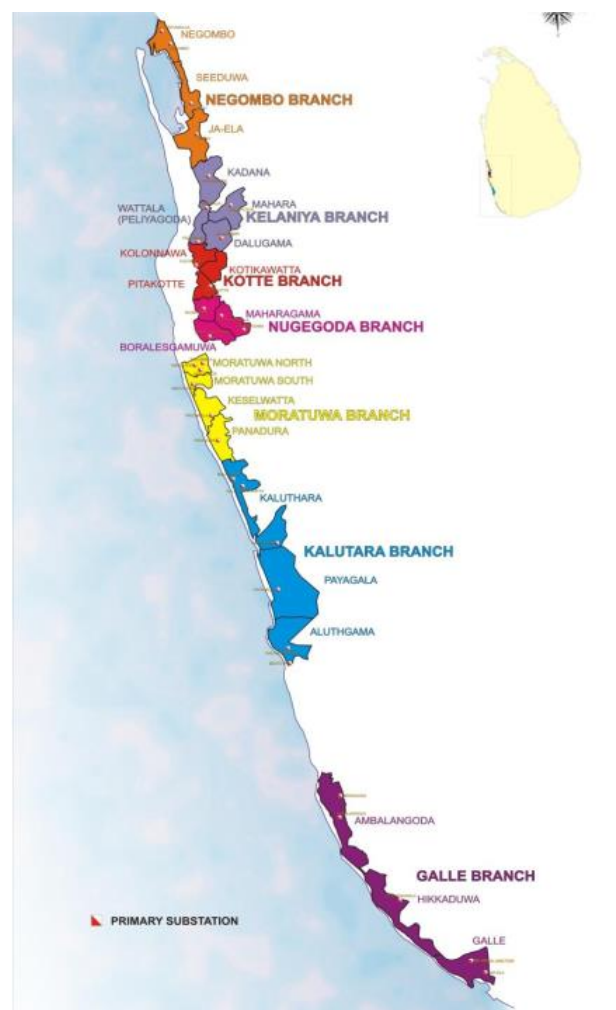 NEGOMBO
SEEDUWA
NEGOMBO BRANCH
JA-ELA
KADANA
MAHARA
WATTALA
(PELIYAGODA)
KELANIYA BRANCH
DALUGAMA
KOLONNAWA
KOTIKAWATTA
KOTTE BRANCH
PITAKOTTE
MAHARAGAMA
NUGEGODA BRANCH
BORALESGAMUWA
MORATUWA NORTH
MORATUWA SOUTH
KESELWATTA
MORATUWA BRANCH
PANADURA
KALUTHARA
KALUTARA BRANCH
PAYAGALA
ALUTHGAMA
AMBALANGODA
GALLE BRANCH
HIKKADUWA
PRIMARY SUBSTATION
GALLE